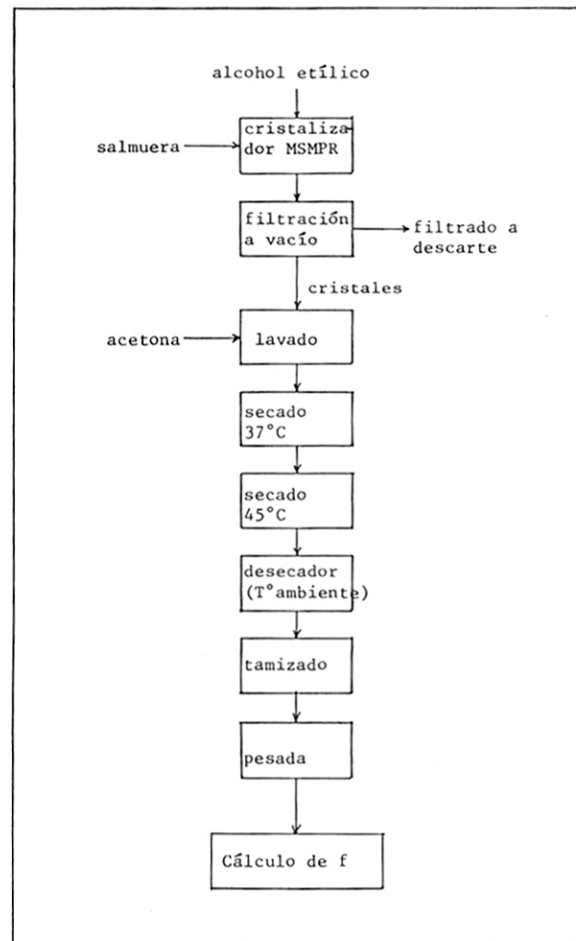 alcohol etílico
cristaliza-
dor MSMPR
salmuera
filtración
a vacío
filtrado a
descarte
cristales
acetona
lavado
secado
37°C
secado
45°C
desecador
(T°ambiente)
tamizado
pesada
Cálculo de f